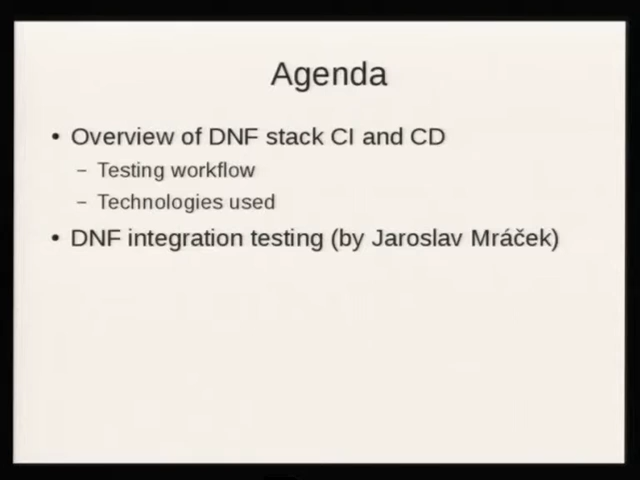 Agenda
• Overview of DNF stack CI and CD
– Testing workflow
– Technologies used
• DNF integration testing (by Jaroslav Mráček)